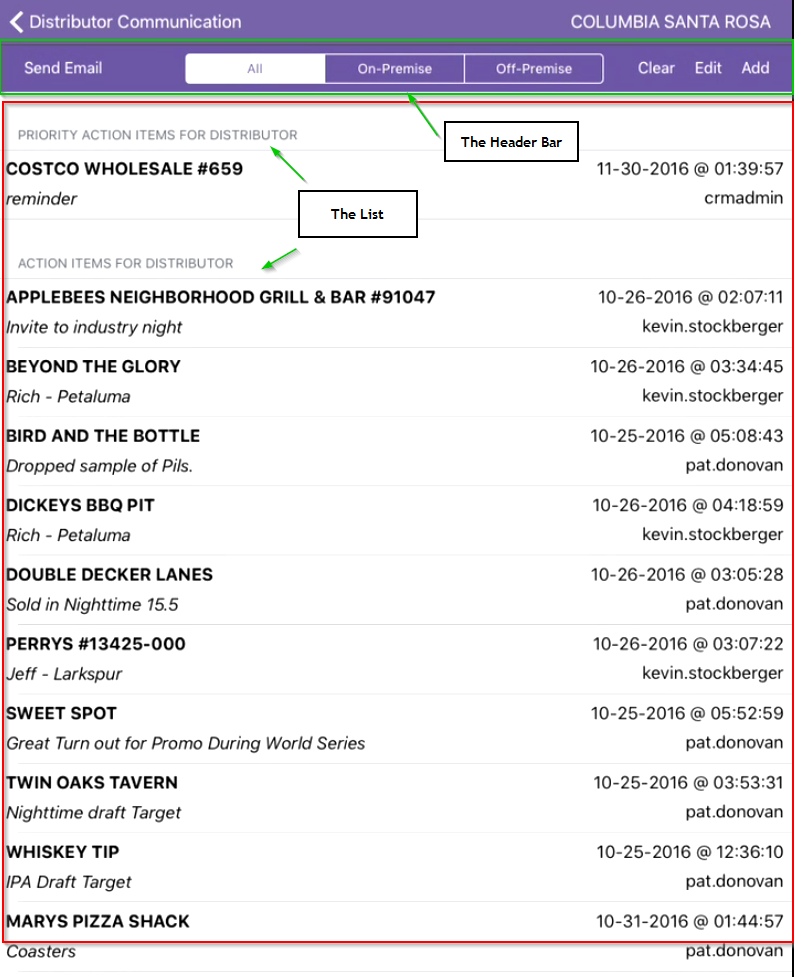 Distributor Communication COLUMBIA SANTA ROSA
Send Email All On-Premise Off-Premise Clear Edit Add
The Header Bar
PRIORITY ACTION ITEMS FOR DISTRIBUTOR
COSTCO WHOLESALE #659 11-30-2016 @ 01:39:57
reminder crmadmin
The List
ACTION ITEMS FOR DISTRIBUTOR
APPLEBEES NEIGHBORHOOD GRILL & BAR #91047 10-26-2016 @ 02:07:11
Invite to industry night kevin.stockberger
BEYOND THE GLORY 10-26-2016 @ 03:34:45
Rich - Petaluma kevin.stockberger
BIRD AND THE BOTTLE 10-25-2016 @ 05:08:43
Dropped sample of Pils. pat.donovan
DICKEYS BBQ PIT 10-26-2016 @ 04:18:59
Rich - Petaluma kevin.stockberger
DOUBLE DECKER LANES 10-26-2016 @ 03:05:28
Sold in Nighttime 15.5 pat.donovan
PERRYS #13425-000 10-26-2016 @ 03:07:22
Jeff - Larkspur kevin.stockberger
SWEET SPOT 10-25-2016 @ 05:52:59
Great Turn out for Promo During World Series pat.donovan
TWIN OAKS TAVERN 10-25-2016 @ 03:53:31
Nighttime draft Target pat.donovan
WHISKEY TIP 10-25-2016 @ 12:36:10
IPA Draft Target pat.donovan
MARYS PIZZA SHACK 10-31-2016 @ 01:44:57
Coasters pat.donovan